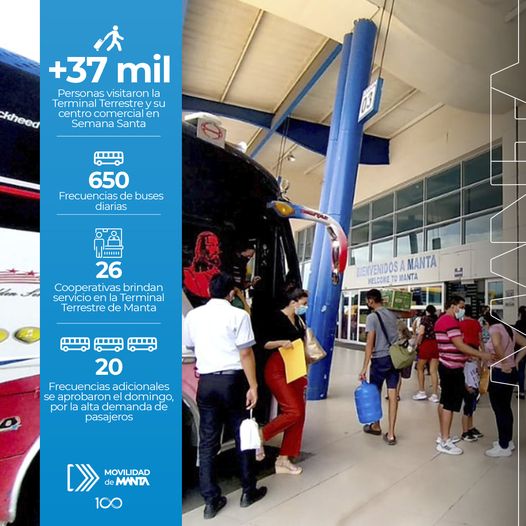 +37 mil
Personas visitaron la
Terminal Terrestre y su
centro comercial en
Semana Santa
650
Frecuencias de buses
diarias
26
Cooperativas brindan
servicio en la Terminal
Terrestre de Manta
20
Frecuencias adicionales
se aprobaron el domingo,
por la alta demanda de
pasajeros
MOVILIDAD
de MANTA
100
ckheed
03
BIENVENIDOS A MANTA
WELCOME TO MANTA
MANTA